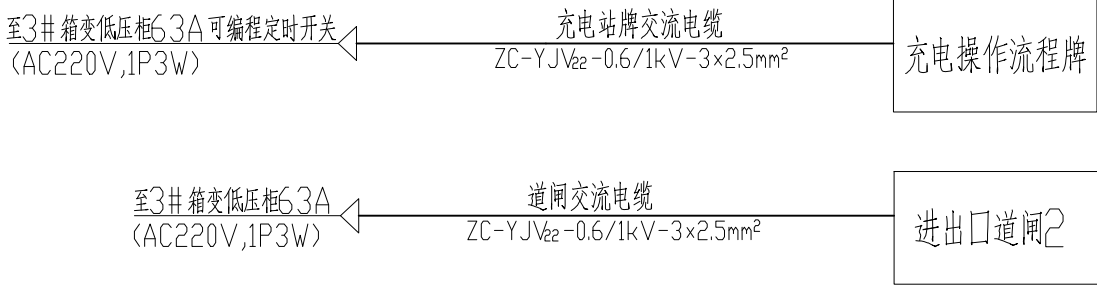 至3#箱变低压柜63A可编程定时开关
(AC220V,1P3W)
充电站牌交流电缆
ZC-YJV22-0.6/1kV-3×2.5mm²
充电操作流程牌
至3#箱变低压柜63A
(AC220V,1P3W)
道闸交流电缆
ZC-YJV22-0.6/1kV-3×2.5mm²
进出口道闸2